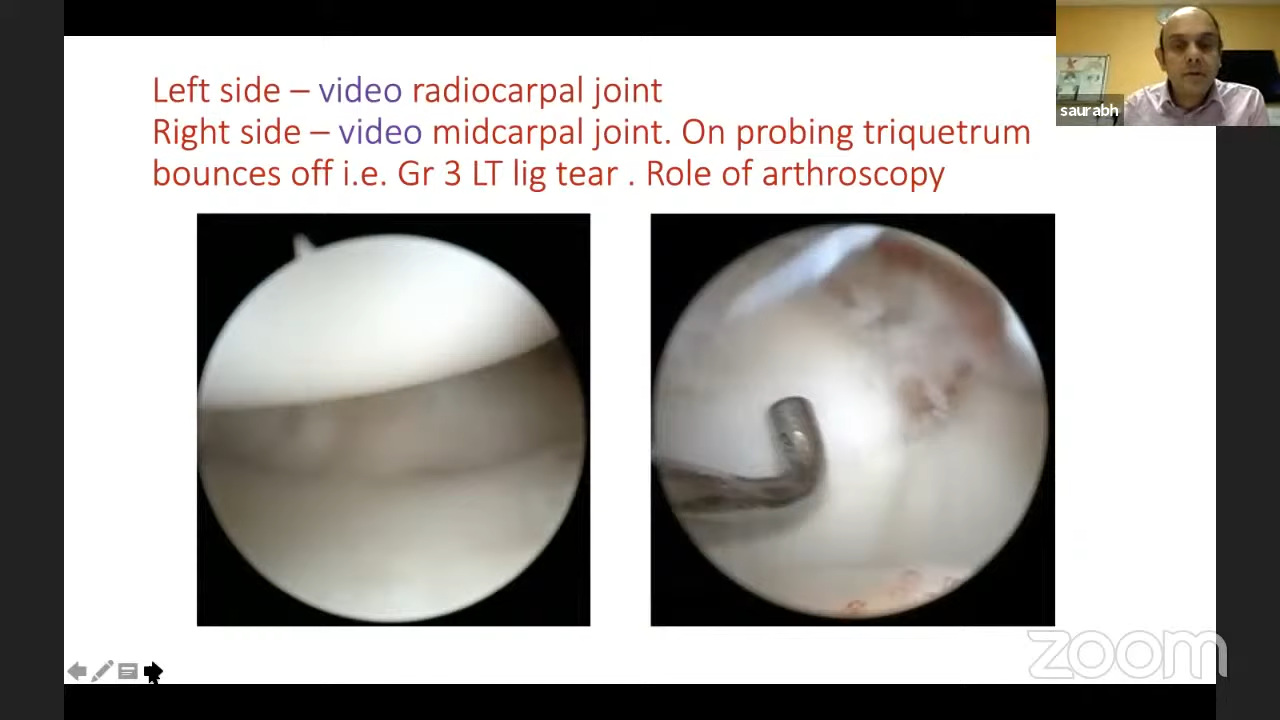 Left side – video radiocarpal joint
Right side – video midcarpal joint. On probing triquetrum
bounces off i.e. Gr 3 LT lig tear . Role of arthroscopy
saurabh
zoom